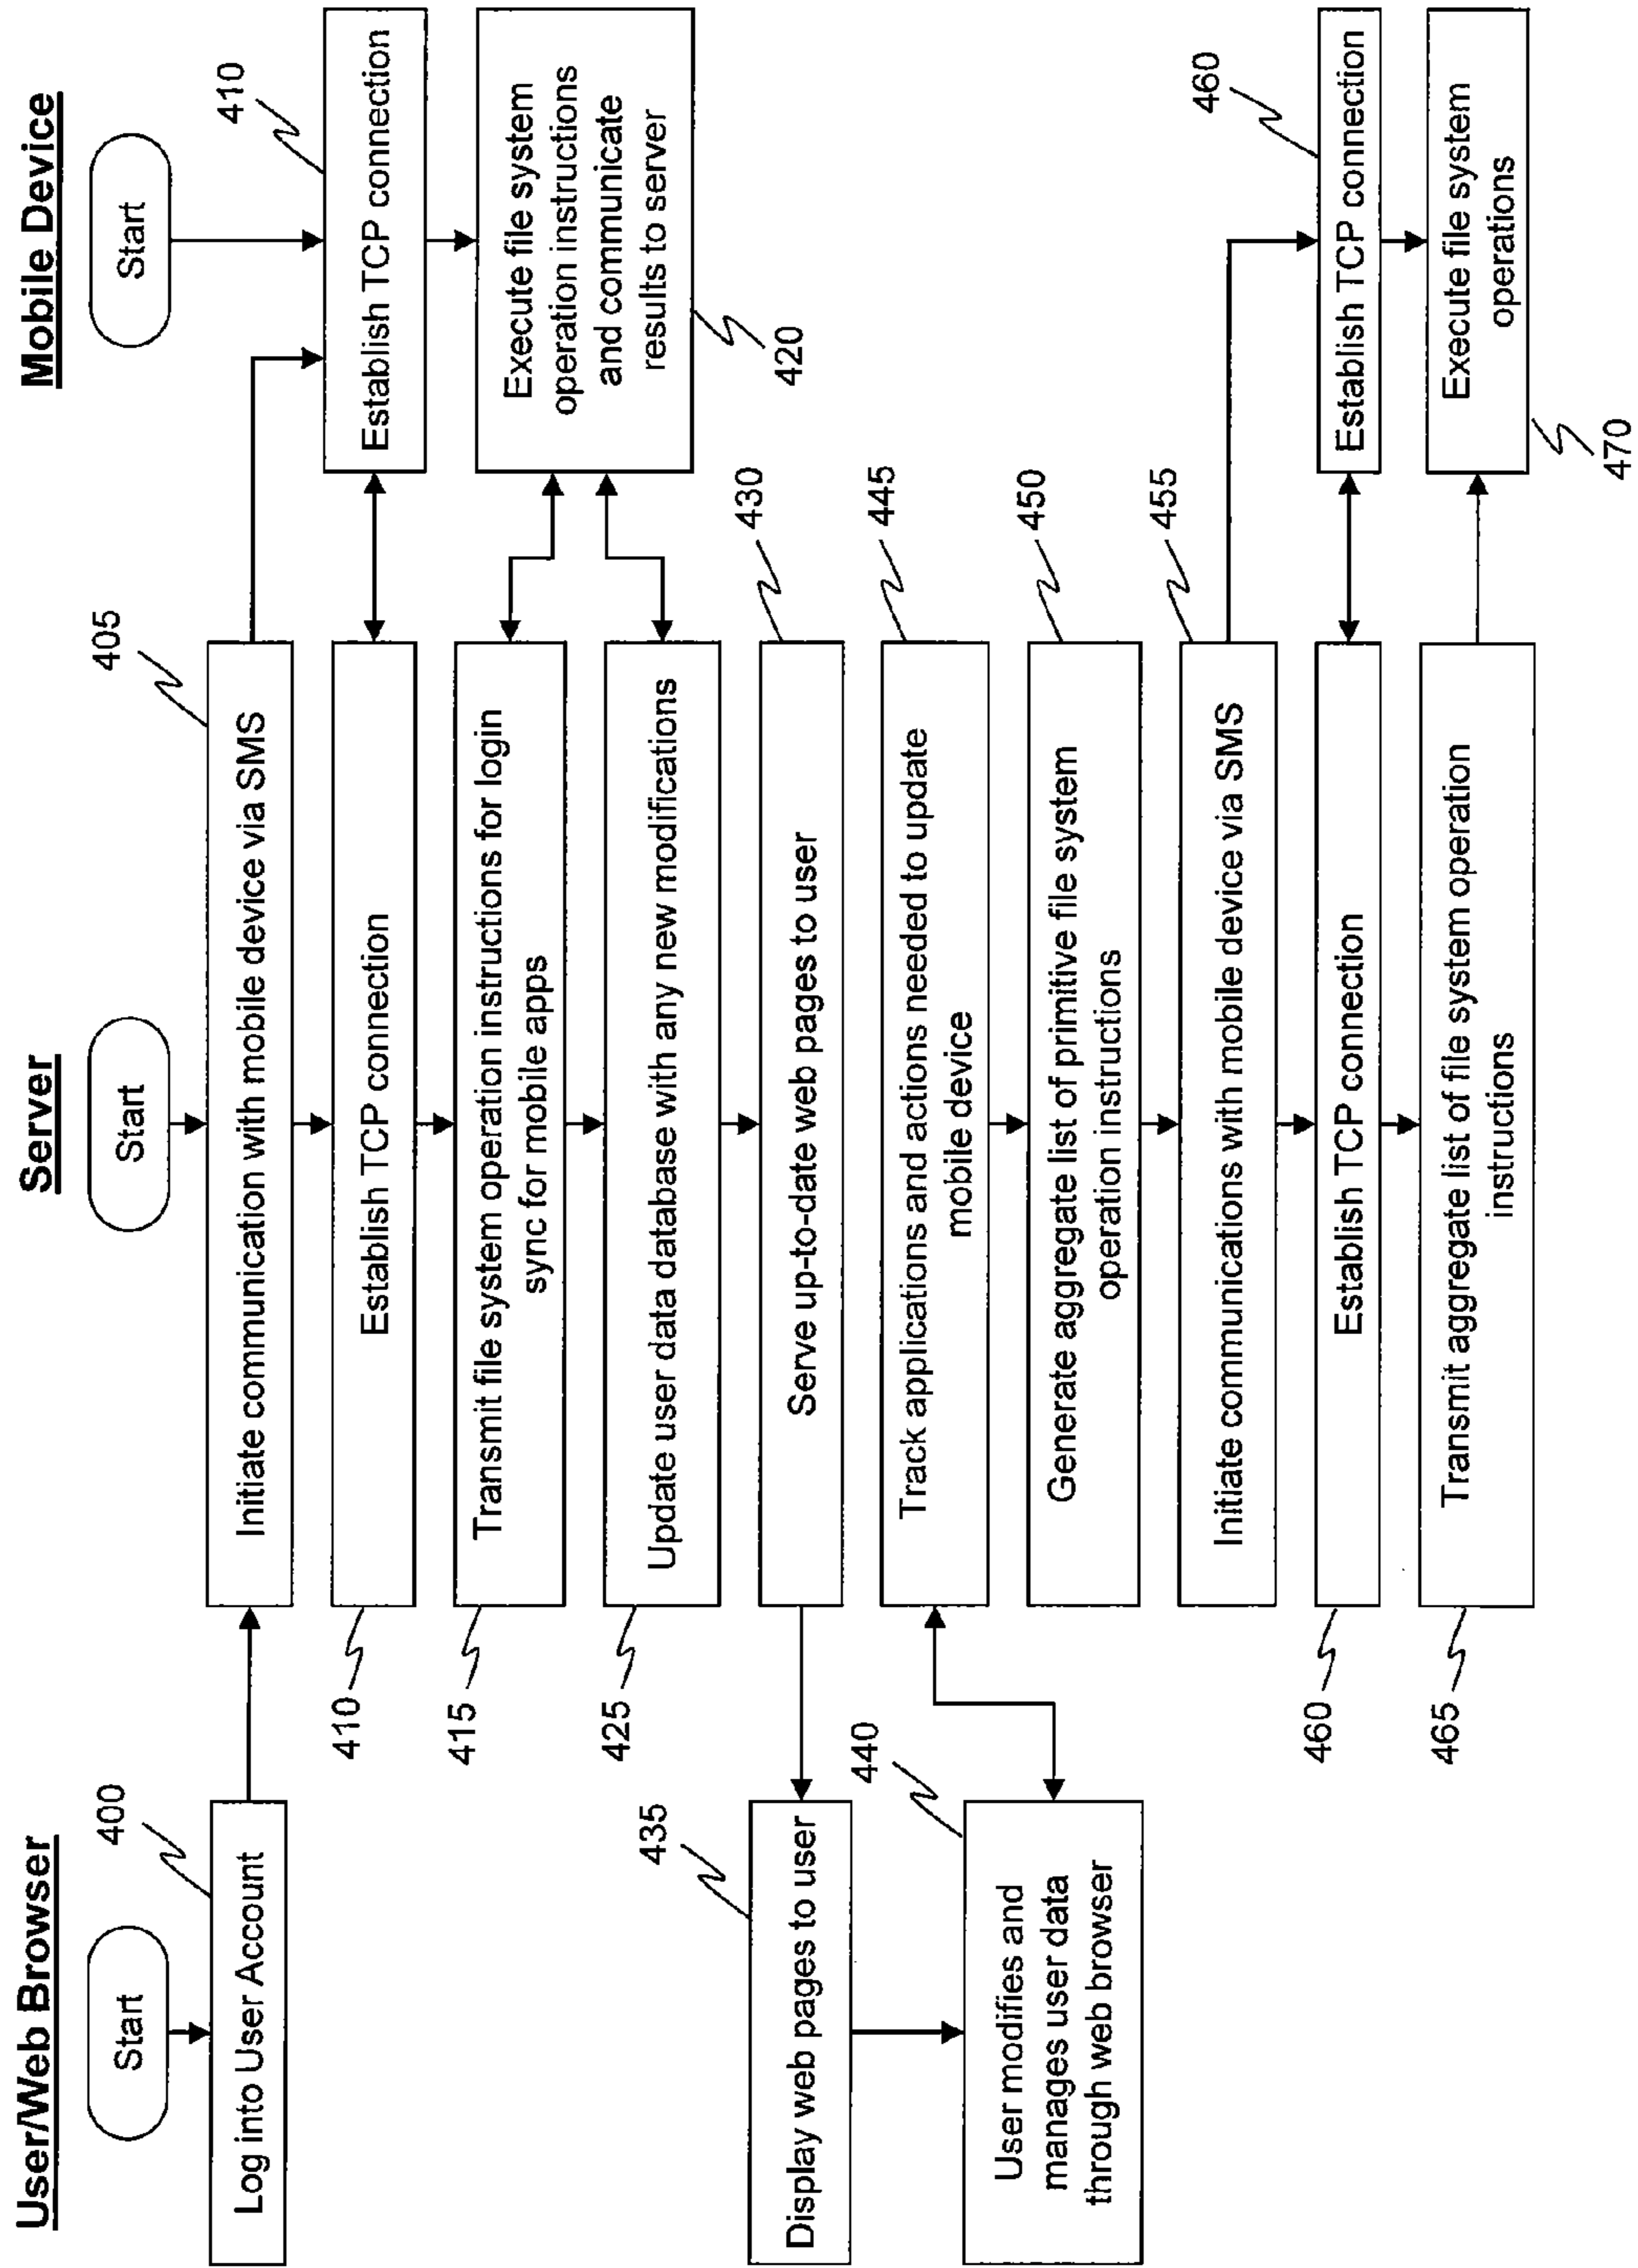 User/Web Browser
Server
Mobile Device
Start
Start
Start
400
Log into User Account
405
Initiate communication with mobile device via SMS
410
Establish TCP connection
410
Establish TCP connection
415
Transmit file system operation instructions for login
sync for mobile apps
Execute file system
operation instructions
and communicate
results to server
420
425
Update user data database with any new modifications
430
Serve up-to-date web pages to user
435
Display web pages to user
440
User modifies and
manages user data
through web browser
445
Track applications and actions needed to update
mobile device
450
Generate aggregate list of primitive file system
operation instructions
455
Initiate communications with mobile device via SMS
460
Establish TCP connection
460
Establish TCP connection
465
Transmit aggregate list of file system operation
instructions
Execute file system
operations
470